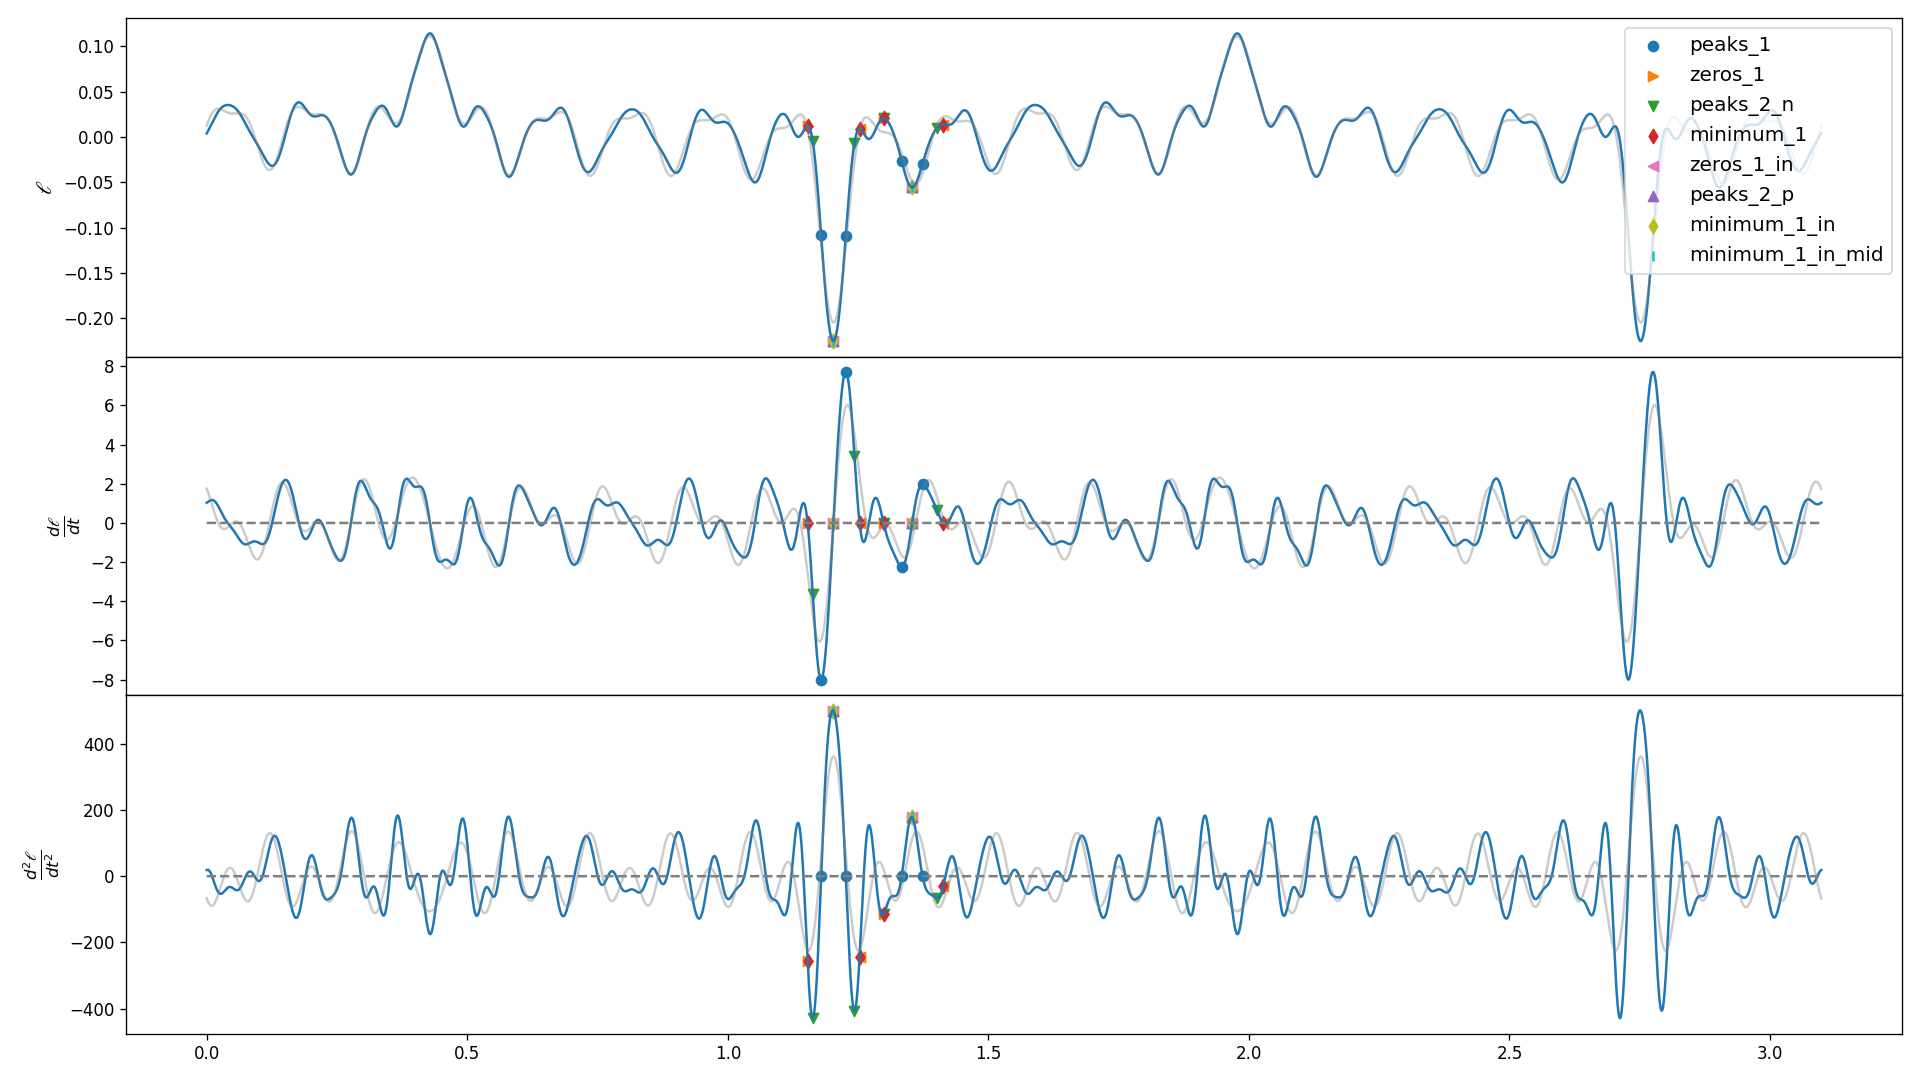 0.10
0.05
0.00
−0.05
−0.10
−0.15
−0.20
ℓ
peaks_1
zeros_1
peaks_2_n
minimum_1
zeros_1_in
peaks_2_p
minimum_1_in
minimum_1_in_mid
8
6
4
2
0
−2
−4
−6
−8
dℓ
dt
400
200
0
−200
−400
d²ℓ
dt²
0.0 0.5 1.0 1.5 2.0 2.5 3.0